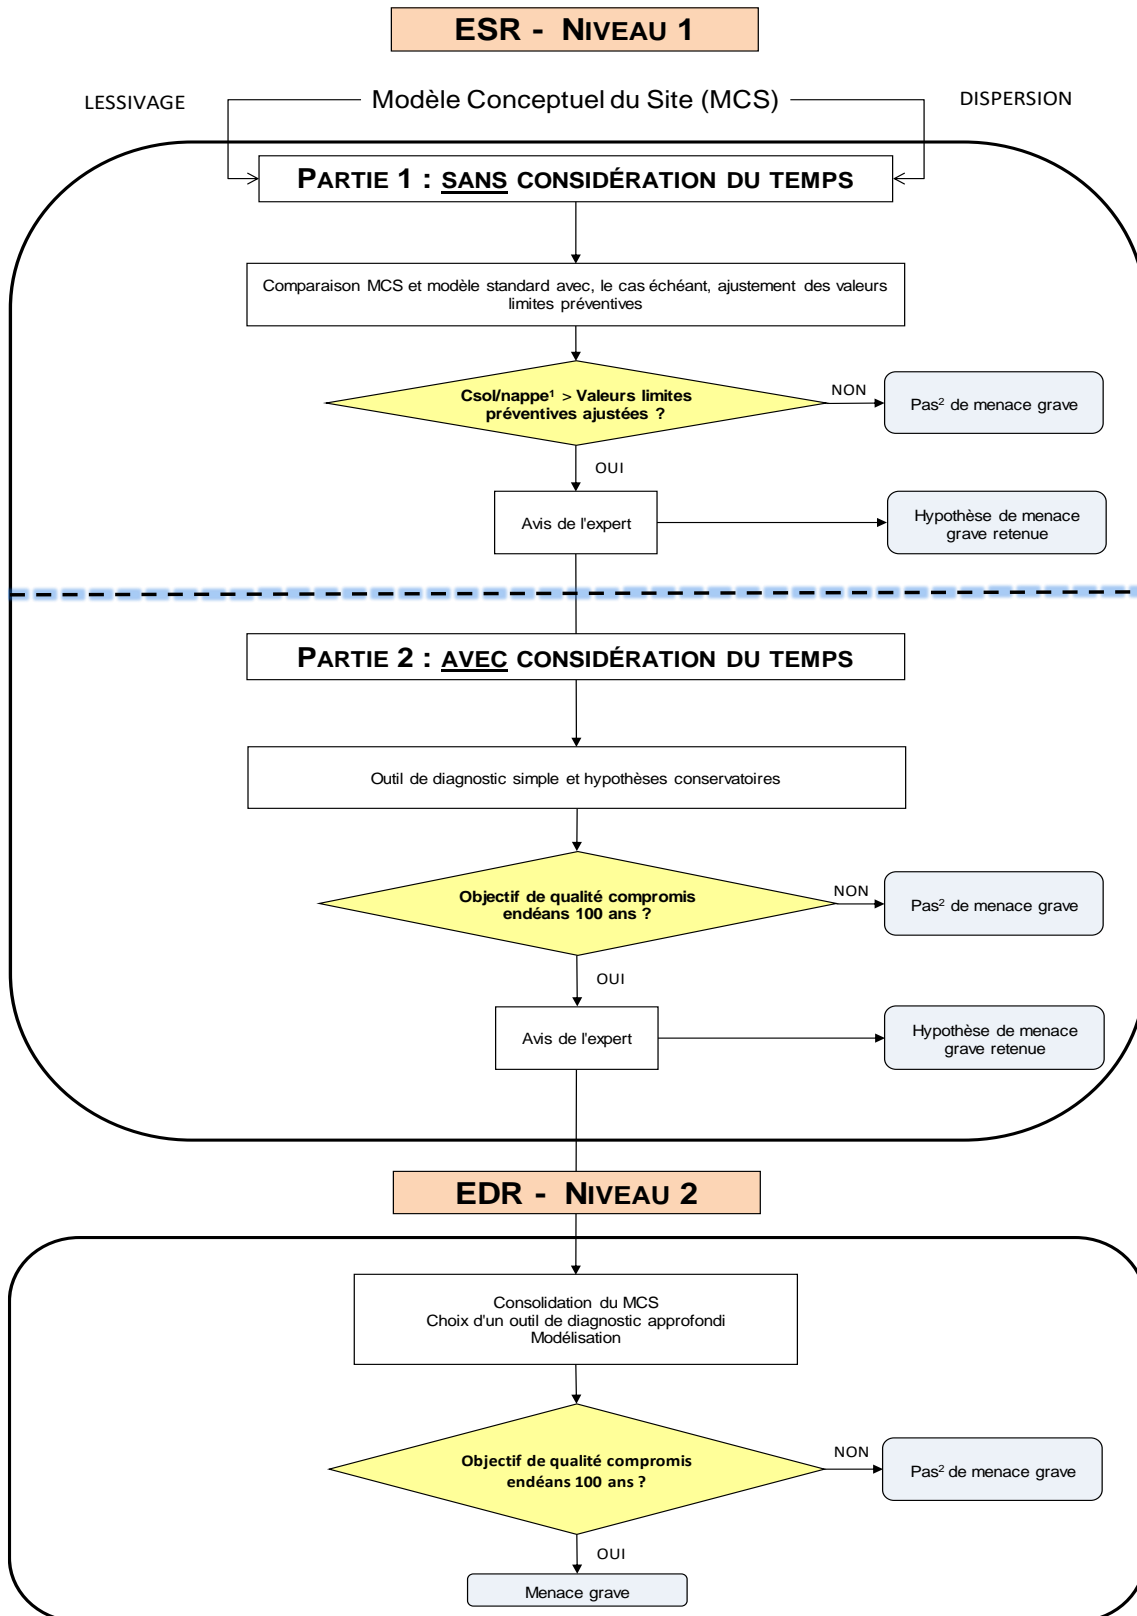 ESR - NIVEAU 1
LESSIVAGE
Modèle Conceptuel du Site (MCS)
DISPERSION
PARTIE 1 : SANS CONSIDÉRATION DU TEMPS
Comparaison MCS et modèle standard avec, le cas échéant, ajustement des valeurs
limites préventives
Csol/nappe¹ > Valeurs limites
préventives ajustées ?
NON
Pas² de menace grave
OUI
Avis de l'expert
Hypothèse de menace
grave retenue
PARTIE 2 : AVEC CONSIDÉRATION DU TEMPS
Outil de diagnostic simple et hypothèses conservatoires
Objectif de qualité compromis
endéans 100 ans ?
NON
Pas² de menace grave
OUI
Avis de l'expert
Hypothèse de menace
grave retenue
EDR - NIVEAU 2
Consolidation du MCS
Choix d'un outil de diagnostic approfondi
Modélisation
Objectif de qualité compromis
endéans 100 ans ?
NON
Pas² de menace grave
OUI
Menace grave